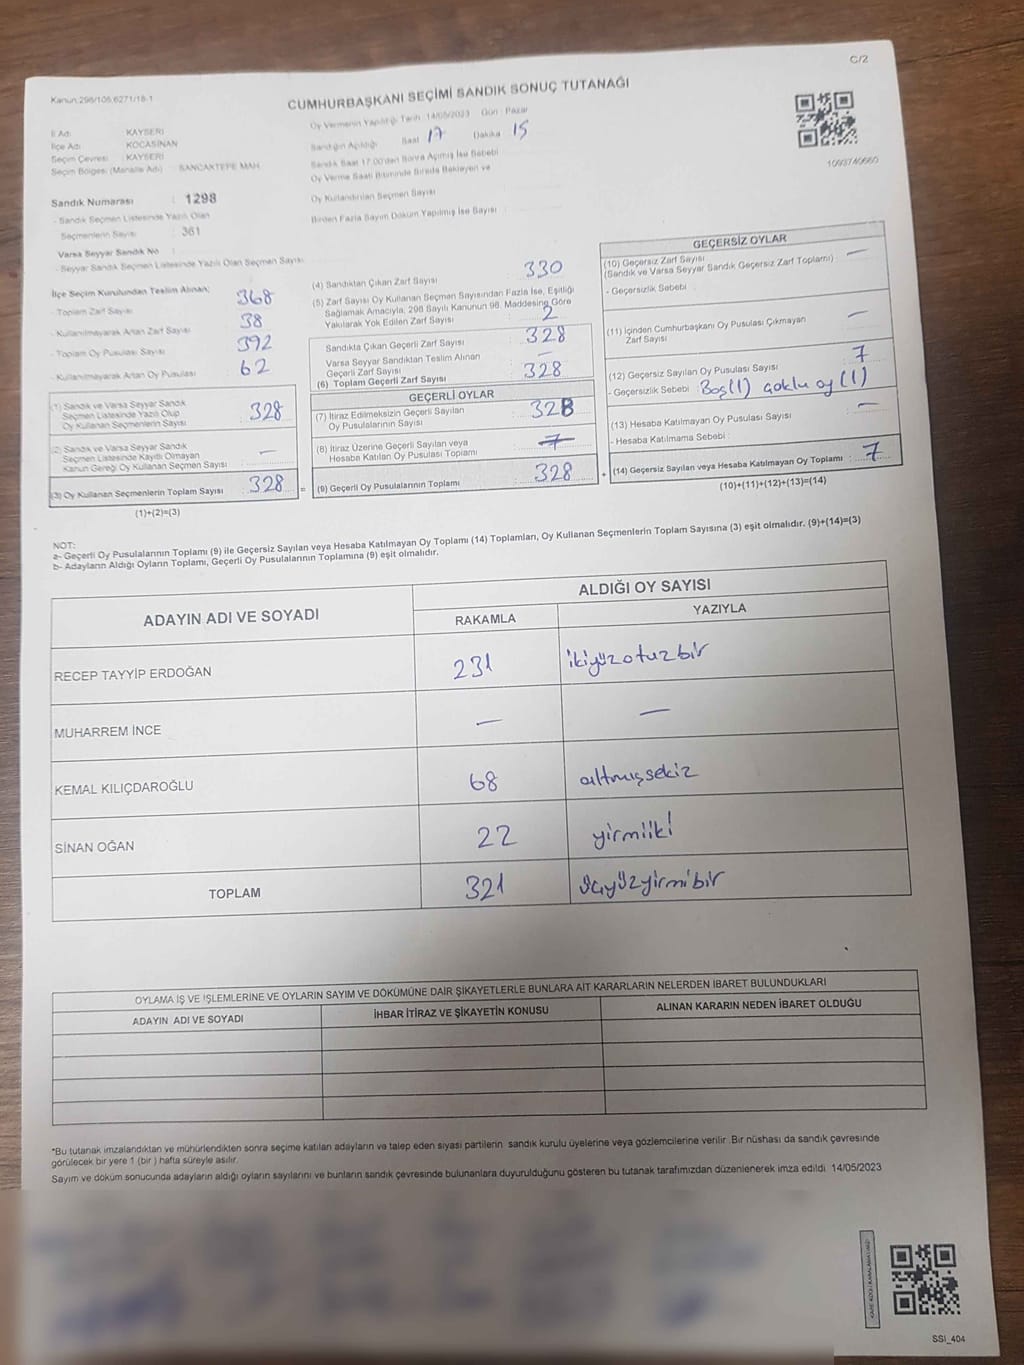 C/2
Kanun:298/105,6271/18-1
CUMHURBAŞKANI SEÇİMİ SANDIK SONUÇ TUTANAĞI
İl Adı : KAYSERİ
İlçe Adı : KOCASİNAN
Seçim Çevresi : KAYSERİ
Seçim Bölgesi (Mahalle Adı) : SANCAKTEPE MAH.
Oy Vermenin Yapıldığı Tarih :14/05/2023 Gün : Pazar
Sandığın Açıldığı Saat 17 Dakika 15
Sandık Saat 17:00'dan Sonra Açılmış İse Sebebi
Oy Verme Saati Bitiminde Sırada Bekleyen ve
Oy Kullandırılan Seçmen Sayısı
Birden Fazla Sayım Döküm Yapılmış İse Sayısı
1093740660
Sandık Numarası : 1298
- Sandık Seçmen Listesinde Yazılı Olan
Seçmenlerin Sayısı : 361
Varsa Seyyar Sandık No :
- Seyyar Sandık Seçmen Listesinde Yazılı Olan Seçmen Sayısı
İlçe Seçim Kurulundan Teslim Alınan;
- Toplam Zarf Sayısı 368
- Kullanılmayarak Artan Zarf Sayısı 38
- Toplam Oy Pusulası Sayısı 392
- Kullanılmayarak Artan Oy Pusulası 62
(1) Sandık ve Varsa Seyyar Sandık
Seçmen Listesinde Yazılı Olup
Oy Kullanan Seçmenlerin Sayısı 328
(2) Sandık ve Varsa Seyyar Sandık
Seçmen Listesinde Kayıtlı Olmayan
Kanun Gereği Oy Kullanan Seçmen Sayısı : —
(3) Oy Kullanan Seçmenlerin Toplam Sayısı : 328 =
(1)+(2)=(3)
(4) Sandıktan Çıkan Zarf Sayısı 330
(5) Zarf Sayısı Oy Kullanan Seçmen Sayısından Fazla İse, Eşitliği
Sağlamak Amacıyla, 298 Sayılı Kanunun 98. Maddesine Göre
Yakılarak Yok Edilen Zarf Sayısı : 2
Sandıkta Çıkan Geçerli Zarf Sayısı : 328
Varsa Seyyar Sandıktan Teslim Alınan
Geçerli Zarf Sayısı —
(6) Toplam Geçerli Zarf Sayısı : 328
GEÇERLİ OYLAR
(7) İtiraz Edilmeksizin Geçerli Sayılan
Oy Pusulalarının Sayısı : 328
(8) İtiraz Üzerine Geçerli Sayılan veya
Hesaba Katılan Oy Pusulası Toplamı : 7
(9) Geçerli Oy Pusulalarının Toplamı : 328 +
GEÇERSİZ OYLAR
(10) Geçersiz Zarf Sayısı
(Sandık ve Varsa Seyyar Sandık Geçersiz Zarf Toplamı) : —
- Geçersizlik Sebebi :
(11) İçinden Cumhurbaşkanı Oy Pusulası Çıkmayan
Zarf Sayısı —
(12) Geçersiz Sayılan Oy Pusulası Sayısı 7
- Geçersizlik Sebebi : Boş(1) çoklu oy (1)
(13) Hesaba Katılmayan Oy Pusulası Sayısı —
- Hesaba Katılmama Sebebi :
(14) Geçersiz Sayılan veya Hesaba Katılmayan Oy Toplamı : 7
(10)+(11)+(12)+(13)=(14)
NOT:
a- Geçerli Oy Pusulalarının Toplamı (9) ile Geçersiz Sayılan veya Hesaba Katılmayan Oy Toplamı (14) Toplamları, Oy Kullanan Seçmenlerin Toplam Sayısına (3) eşit olmalıdır. (9)+(14)=(3)
b- Adayların Aldığı Oyların Toplamı, Geçerli Oy Pusulalarının Toplamına (9) eşit olmalıdır.
ADAYIN ADI VE SOYADI
ALDIĞI OY SAYISI
RAKAMLA YAZIYLA
RECEP TAYYİP ERDOĞAN 231 ikiyüzotuzbir
MUHARREM İNCE — —
KEMAL KILIÇDAROĞLU 68 altmışsekiz
SİNAN OĞAN 22 yirmiiki
TOPLAM 321 üçyüzyirmibir
OYLAMA İŞ VE İŞLEMLERİNE VE OYLARIN SAYIM VE DÖKÜMÜNE DAİR ŞİKAYETLERLE BUNLARA AİT KARARLARIN NELERDEN İBARET BULUNDUKLARI
ADAYIN ADI VE SOYADI İHBAR İTİRAZ VE ŞİKAYETİN KONUSU ALINAN KARARIN NEDEN İBARET OLDUĞU
*Bu tutanak imzalandıktan ve mühürlendikten sonra seçime katılan adayların ve talep eden siyasi partilerin sandık kurulu üyelerine veya gözlemcilerine verilir. Bir nüshası da sandık çevresinde
görülecek bir yere 1 (bir ) hafta süreyle asılır.
Sayım ve döküm sonucunda adayların aldığı oyların sayılarını ve bunların sandık çevresinde bulunanlara duyurulduğunu gösteren bu tutanak tarafımızdan düzenlenerek imza edildi. 14/05/2023
SSI_404